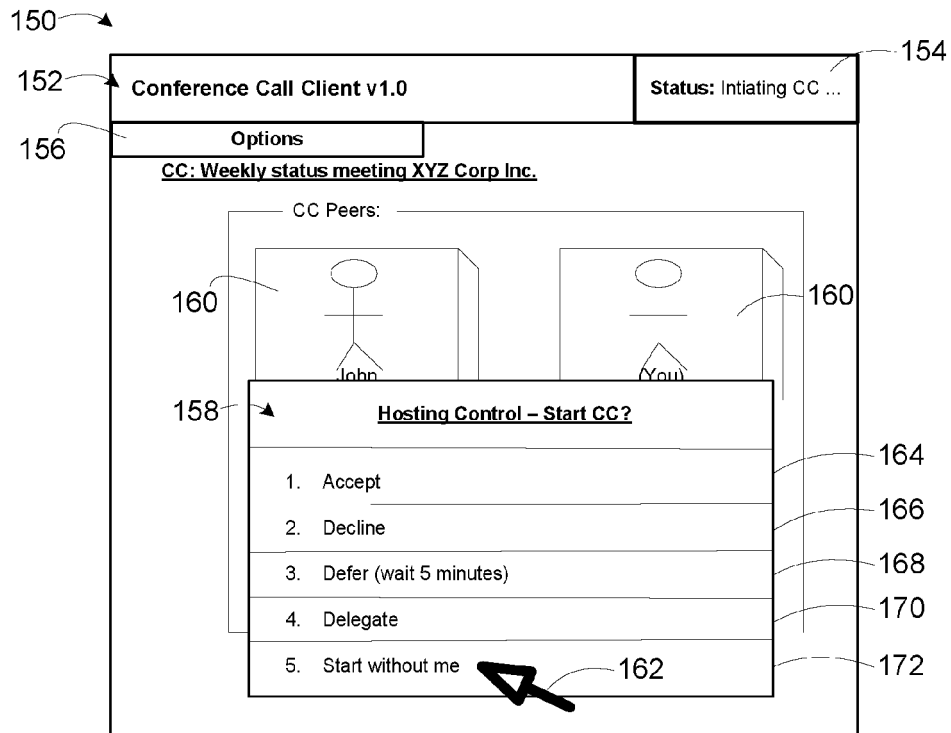 150
152
Conference Call Client v1.0
Status: Intiating CC ...
154
156
Options
CC: Weekly status meeting XYZ Corp Inc.
CC Peers:
160
160
John
(You)
158
Hosting Control – Start CC?
164
1. Accept
166
2. Decline
168
3. Defer (wait 5 minutes)
170
4. Delegate
172
5. Start without me
162